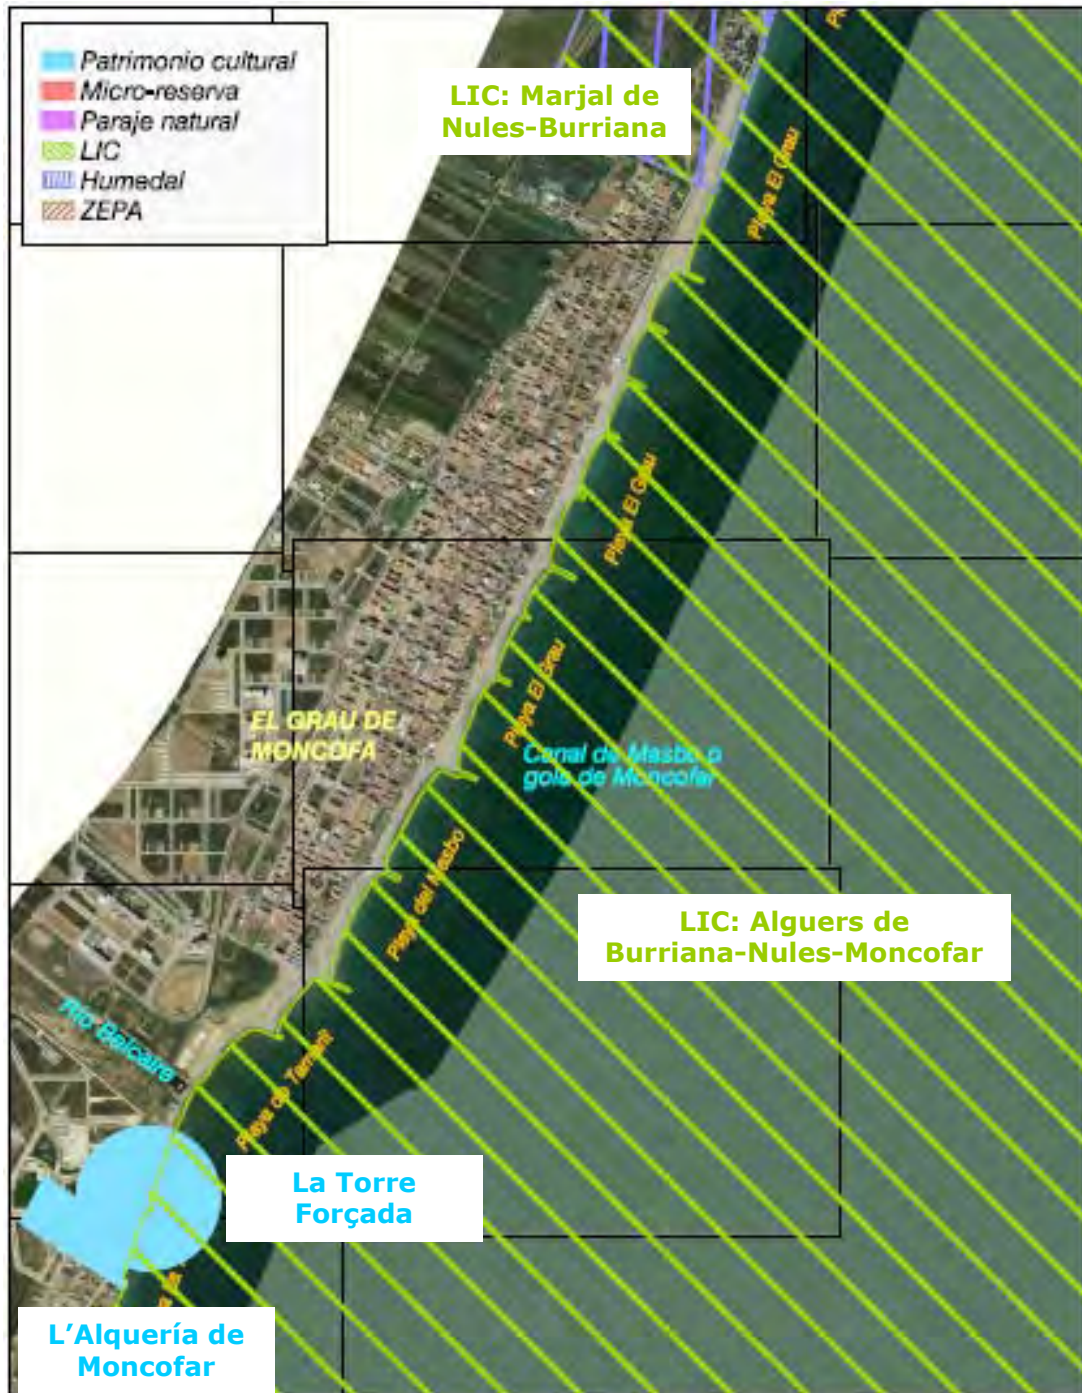 Patrimonio cultural
Micro-reserva
Paraje natural
LIC
Humedal
ZEPA
LIC: Marjal de
Nules-Burriana
Playa El Grau
Playa El Grau
Playa El Grau
EL GRAU DE
MONCOFA
Canal de Masbo o
gola de Moncofar
Playa del Masbo
LIC: Alguers de
Burriana-Nules-Moncofar
Río Belcaire
Playa de Tamarit
La Torre
Forçada
L'Alquería de
Moncofar